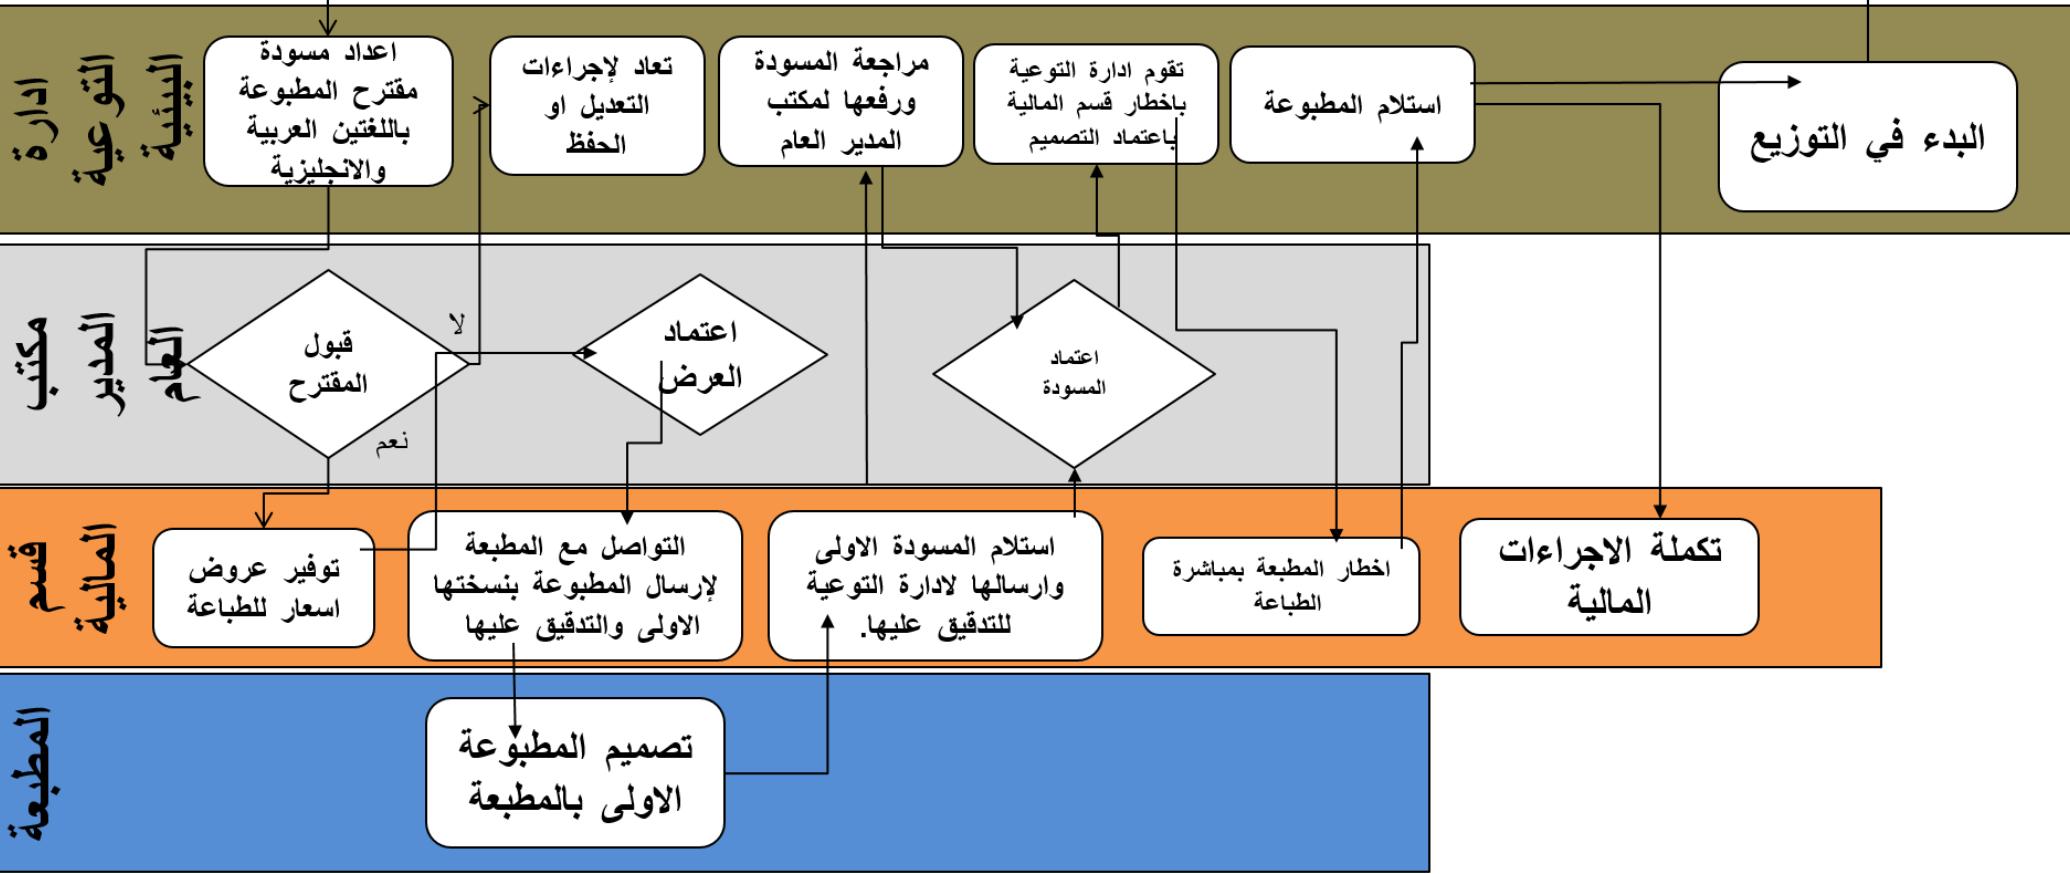 ادارة
التوعية
البيئية
اعداد مسودة
مقترح المطبوعة
باللغتين العربية
والانجليزية
تعاد لإجراءات
التعديل او
الحفظ
مراجعة المسودة
ورفعها لمكتب
المدير العام
تقوم ادارة التوعية
باخطار قسم المالية
باعتماد التصميم
استلام المطبوعة
البدء في التوزيع
مكتب
المدير
العام
قبول
المقترح
لا
نعم
اعتماد
العرض
اعتماد
المسودة
قسم
المالية
توفير عروض
اسعار للطباعة
التواصل مع المطبعة
لإرسال المطبوعة بنسختها
الاولى والتدقيق عليها
استلام المسودة الاولى
وارسالها لادارة التوعية
للتدقيق عليها.
اخطار المطبعة بمباشرة
الطباعة
تكملة الاجراءات
المالية
المطبعة
تصميم المطبوعة
الاولى بالمطبعة